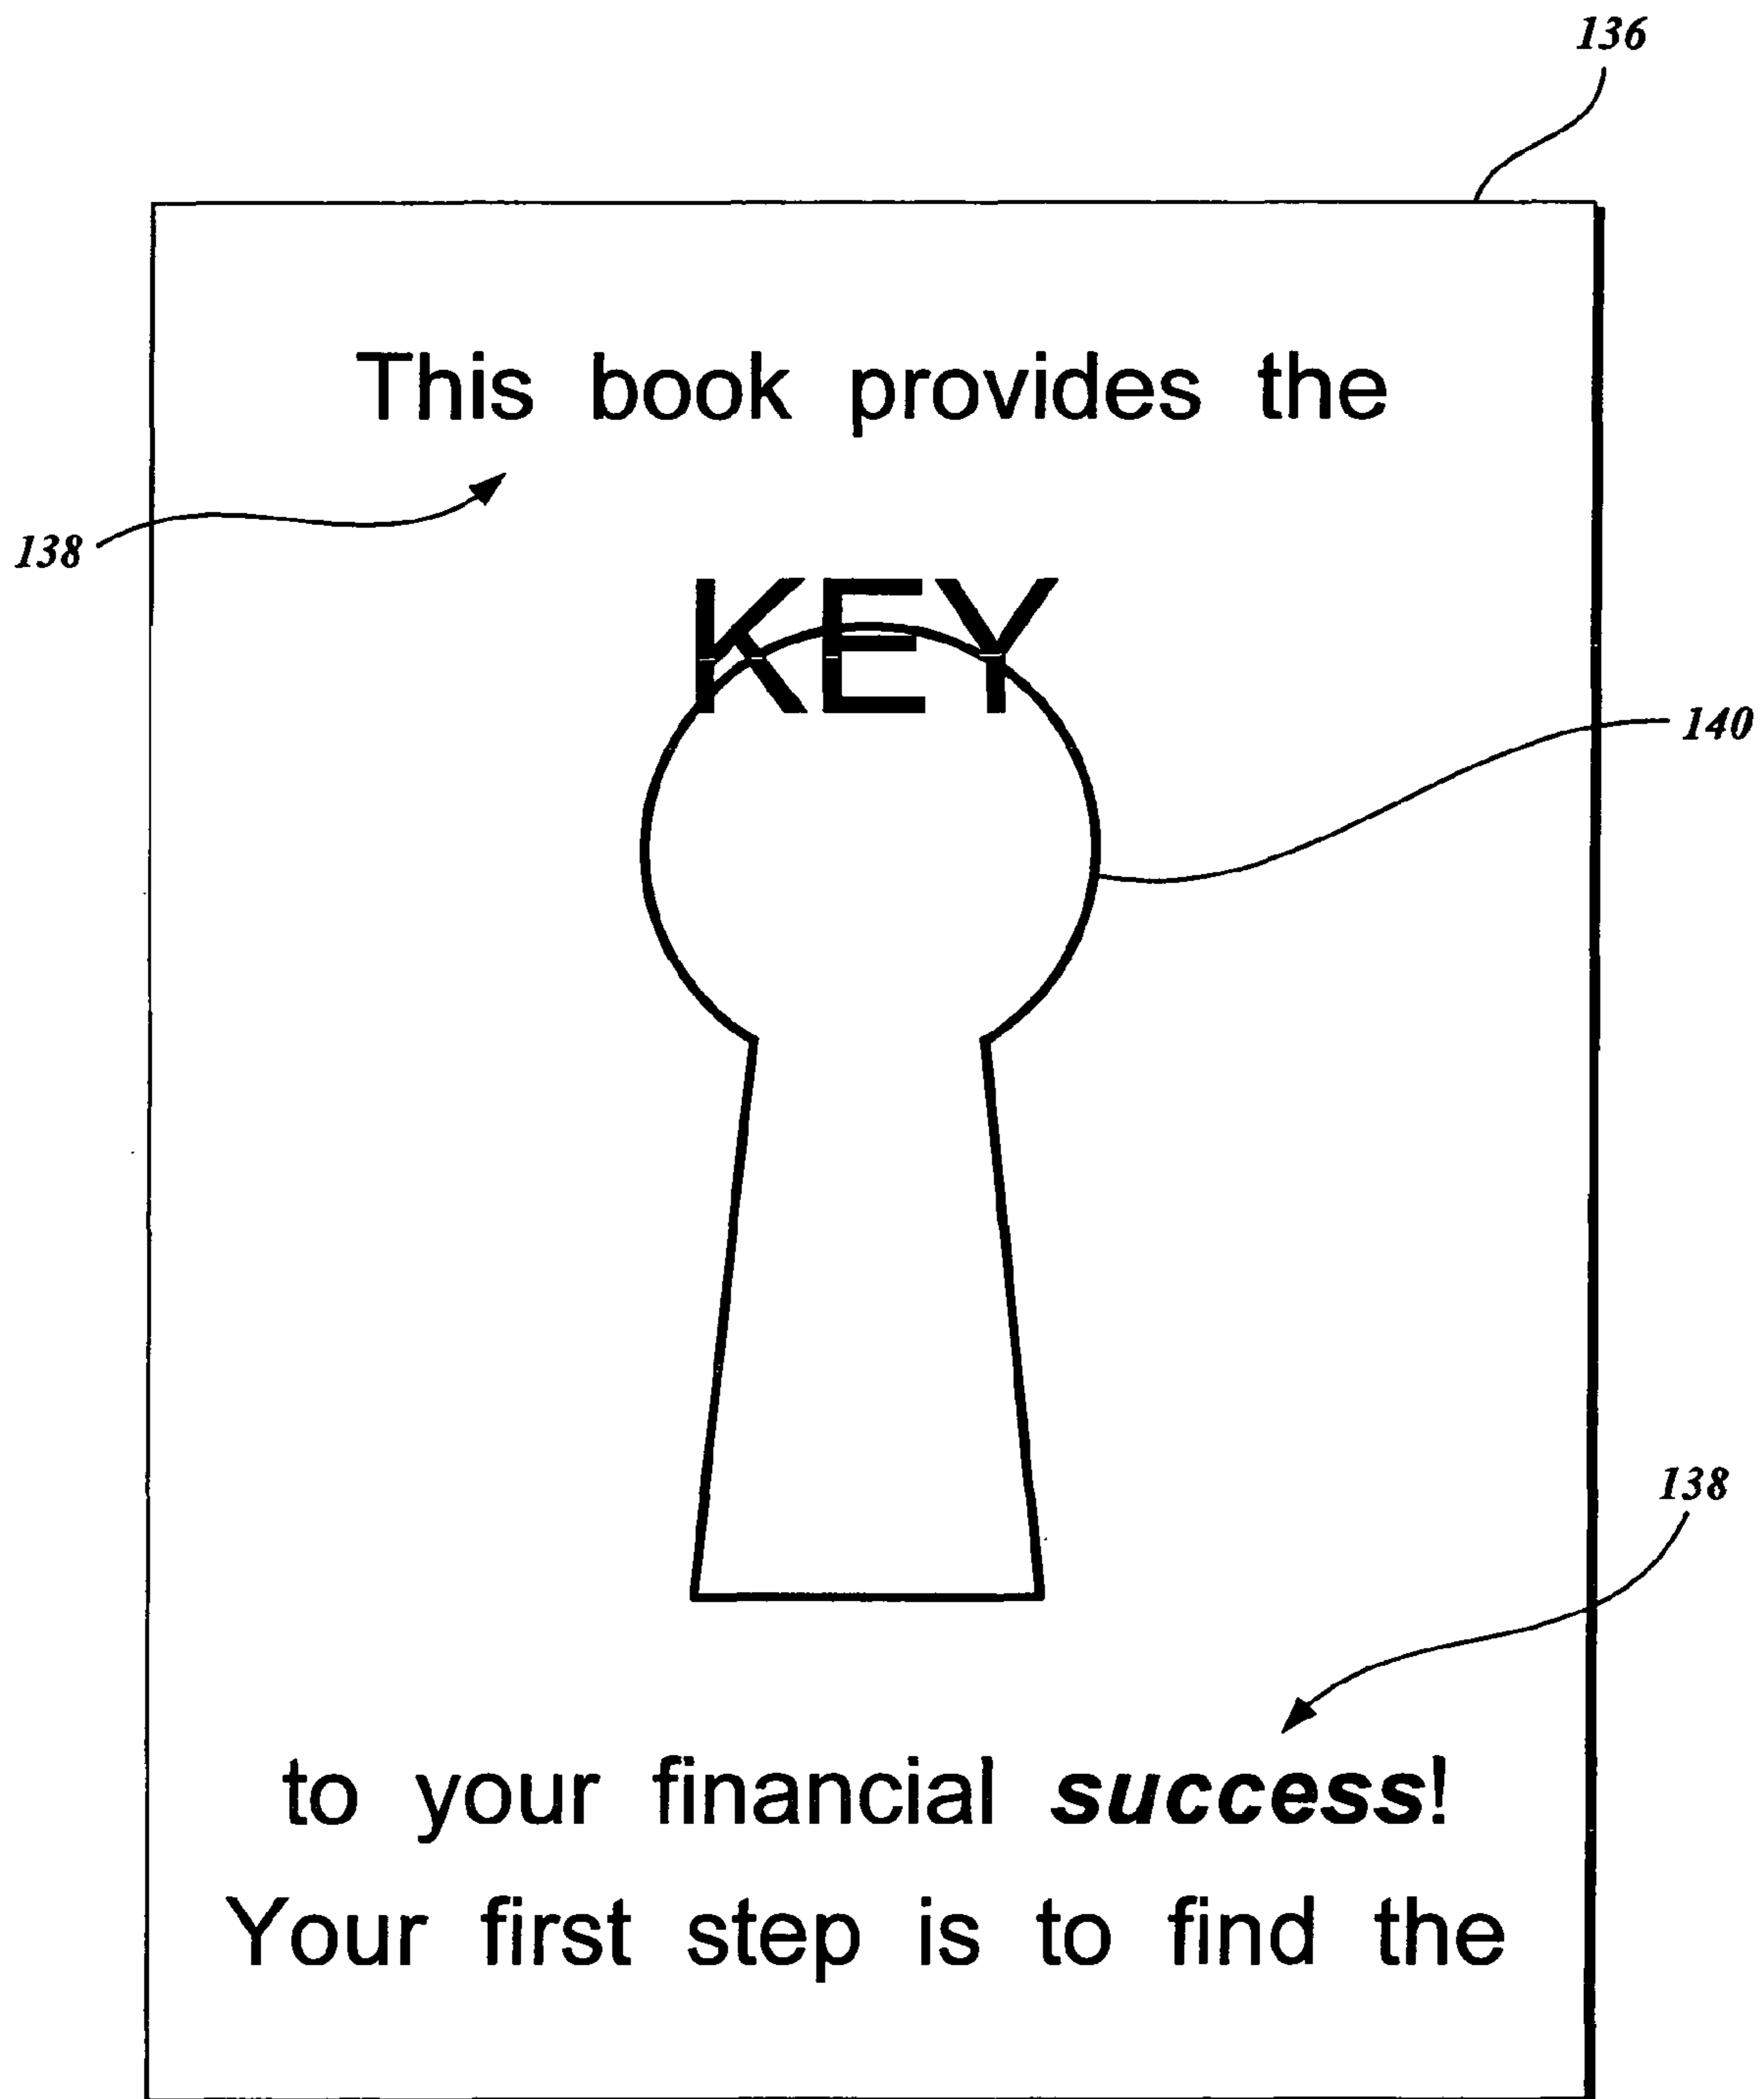 136
This book provides the
138
KEY
140
138
to your financial success!
Your first step is to find the